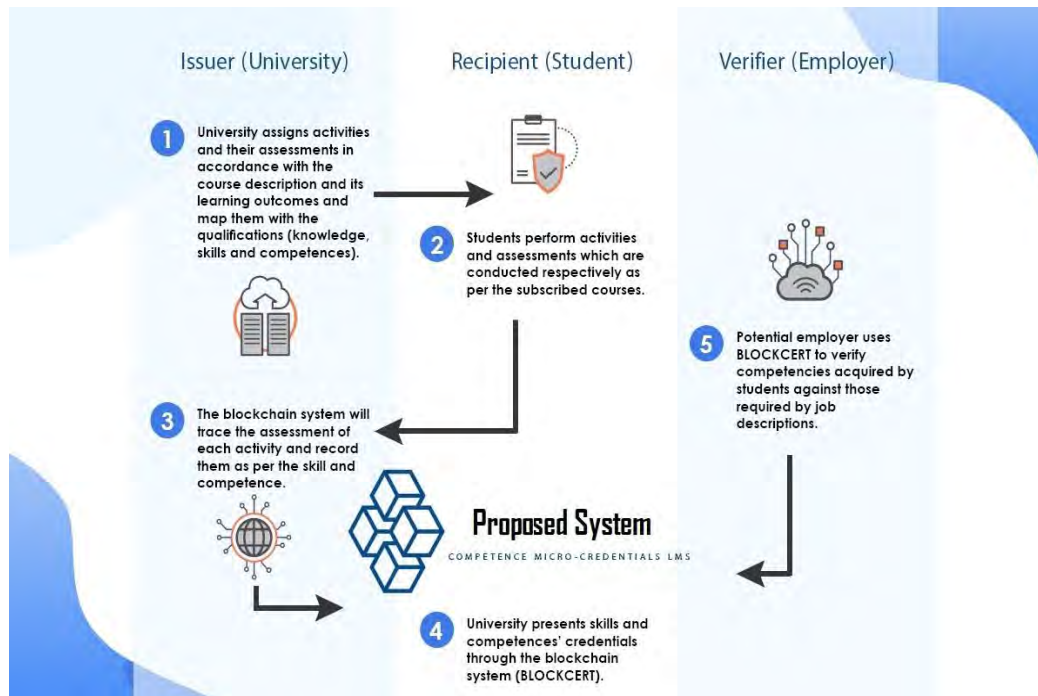 Issuer (University)
Recipient (Student)
Verifier (Employer)
1
University assigns activities
and their assessments in
accordance with the
course description and its
learning outcomes and
map them with the
qualifications (knowledge,
skills and competences).
2
Students perform activities
and assessments which are
conducted respectively as
per the subscribed courses.
3
The blockchain system will
trace the assessment of
each activity and record
them as per the skill and
competence.
Proposed System
COMPETENCE MICRO-CREDENTIALS LMS
4
University presents skills and
competences' credentials
through the blockchain
system (BLOCKCERT).
5
Potential employer uses
BLOCKCERT to verify
competencies acquired by
students against those
required by job
descriptions.